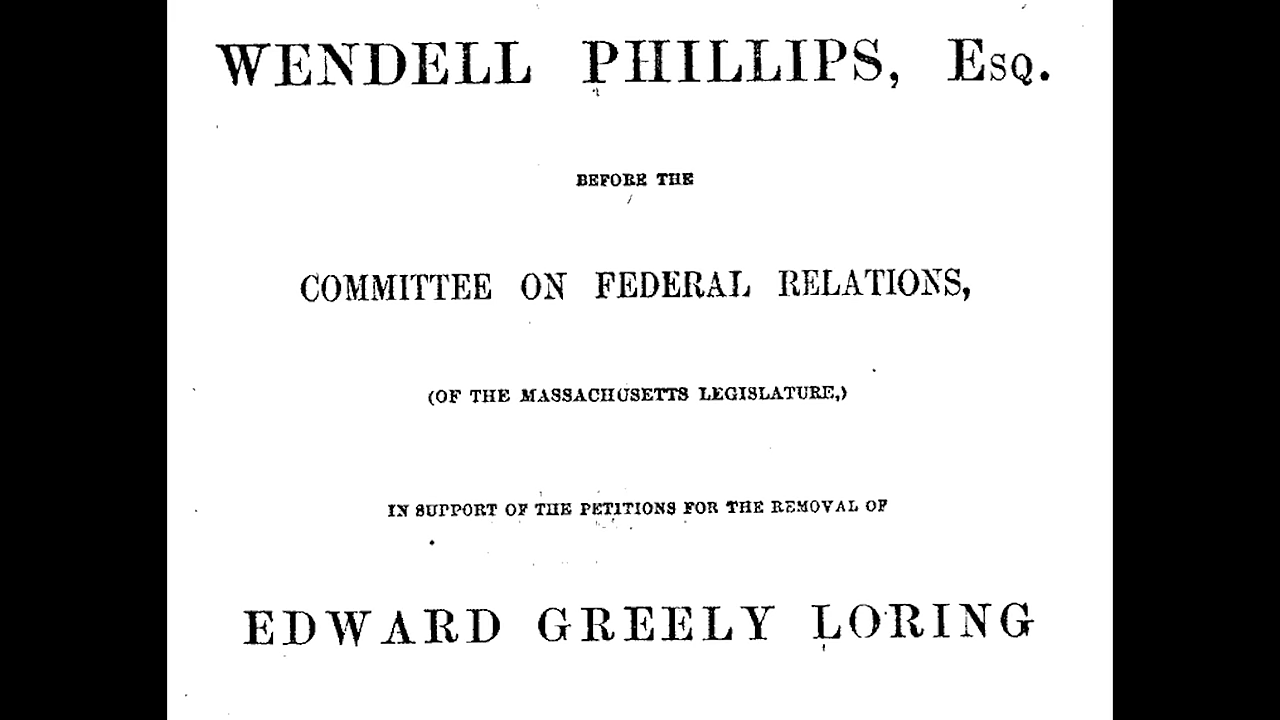 WENDELL PHILLIPS, ESQ.
BEFORE THE
COMMITTEE ON FEDERAL RELATIONS,
(OF THE MASSACHUSETTS LEGISLATURE,)
IN SUPPORT OF THE PETITIONS FOR THE REMOVAL OF
EDWARD GREELY LORING